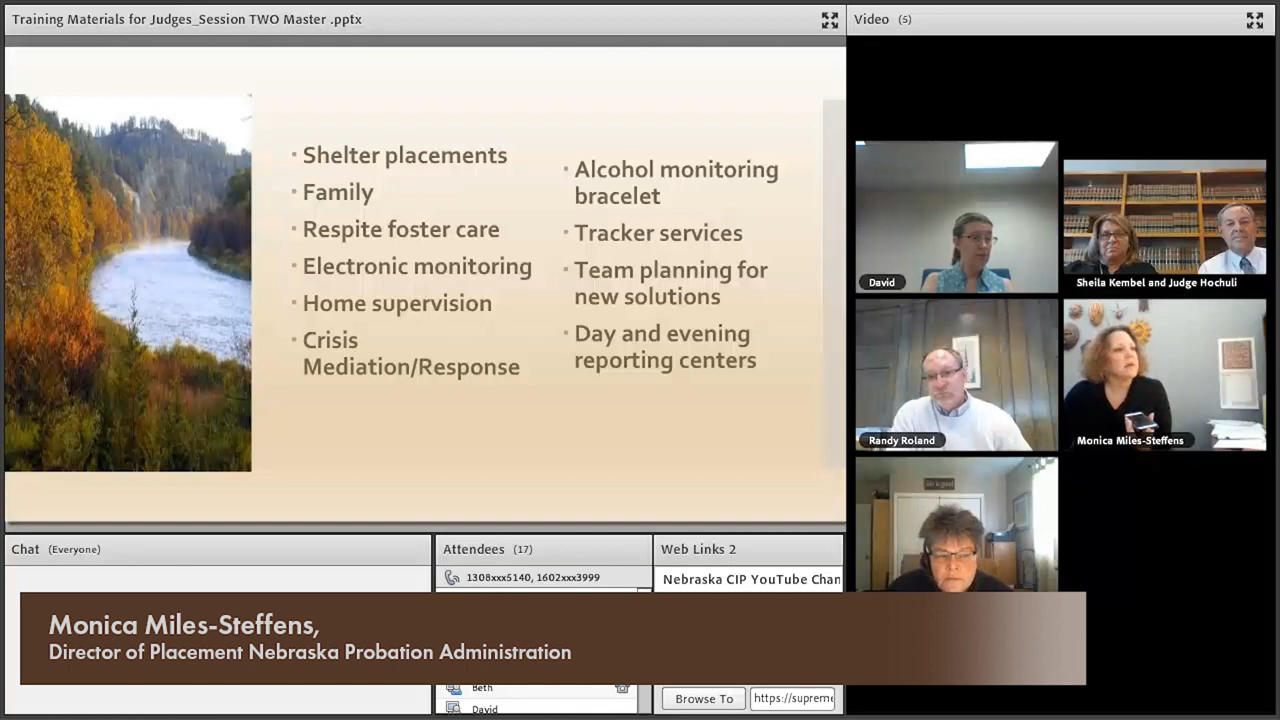 Training Materials for Judges_Session TWO Master .pptx
Video (5)
Shelter placements
Family
Respite foster care
Electronic monitoring
Home supervision
Crisis
Mediation/Response
Alcohol monitoring
bracelet
Tracker services
Team planning for
new solutions
Day and evening
reporting centers
David
Sheila Kembel and Judge Hochuli
Randy Roland
Monica Miles-Steffens
Chat (Everyone)
Attendees (17)
1308xxx5140, 1602xxx3999
Beth
David
Web Links 2
Nebraska CIP YouTube Chan
Browse To
https://supreme
Monica Miles-Steffens,
Director of Placement Nebraska Probation Administration